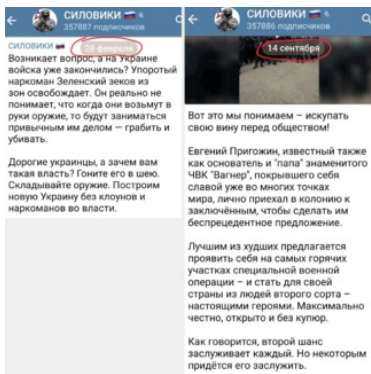 СИЛОВИКИ
357887 подписчиков
СИЛОВИКИ
28 февраля
Возникает вопрос, а на Украине
войска уже закончились? Упоротый
наркоман Зеленский зеков из
зон освобождает. Он реально не
понимает, что когда они возьмут в
руки оружие, то будут заниматься
привычным им делом – грабить и
убивать.
Дорогие украинцы, а зачем вам
такая власть? Гоните его в шею.
Складывайте оружие. Построим
новую Украину без клоунов и
наркоманов во власти.
СИЛОВИКИ
357886 подписчиков
14 сентября
Вот это мы понимаем – искупать
свою вину перед обществом!
Евгений Пригожин, известный также
как основатель и "папа" знаменитого
ЧВК "Вагнер", покрывшего себя
славой уже во многих точках
мира, лично приехал в колонию к
заключённым, чтобы сделать им
беспрецедентное предложение.
Лучшим из худших предлагается
проявить себя на самых горячих
участках специальной военной
операции – и стать для своей
страны из людей второго сорта –
настоящими героями. Максимально
честно, открыто и без купюр.
Как говорится, второй шанс
заслуживает каждый. Но некоторым
придётся его заслужить.